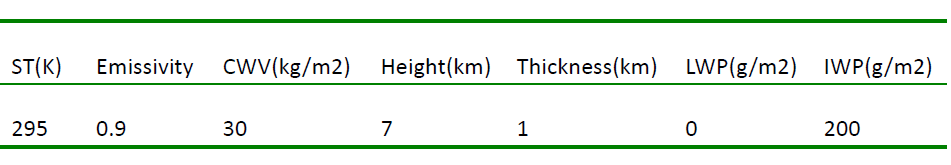 ST(K) Emissivity CWV(kg/m2) Height(km) Thickness(km) LWP(g/m2) IWP(g/m2)
295 0.9 30 7 1 0 200